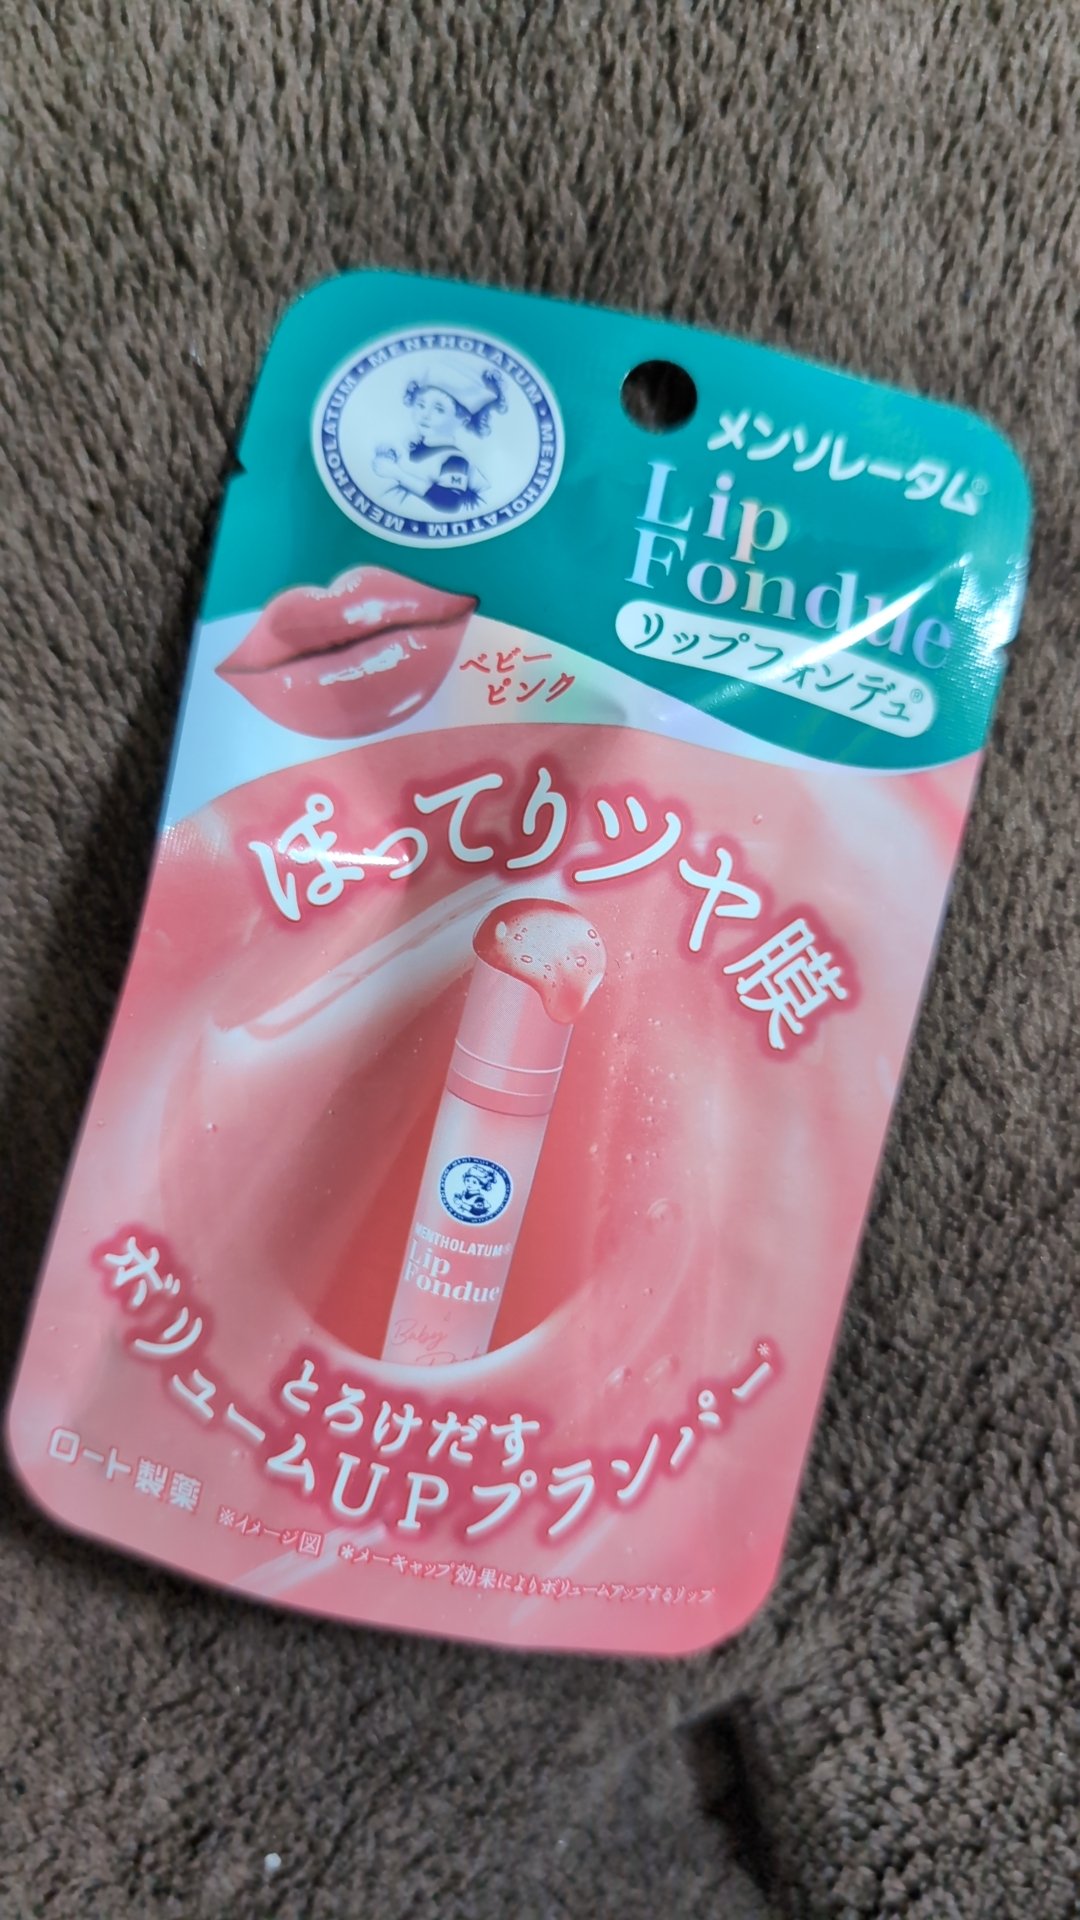 MENTHOLATUM・MENTHOLATUM・MENTHOLATUM・MENTHOLATUM・
M
メンソレータム®
Lip
Fondue
リップフォンデュ®
ベビー
ピンク
ぽってりツヤ膜
MENTHOLATUM®
Lip
Fondue
Baby
とろけだす
ボリュームUPプランパー*
ロート製薬
※イメージ図 *メーキャップ効果によりボリュームアップするリップ